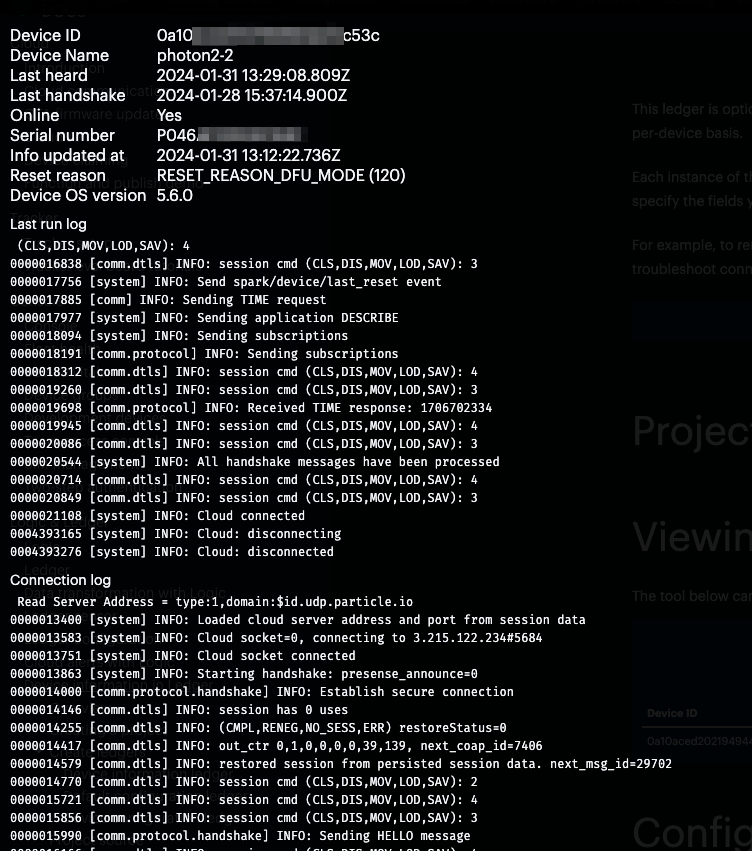 Device ID 0a10 c53c
Device Name photon2-2
Last heard 2024-01-31 13:29:08.809Z
Last handshake 2024-01-28 15:37:14.900Z
Online Yes
Serial number P046
Info updated at 2024-01-31 13:12:22.736Z
Reset reason RESET_REASON_DFU_MODE (120)
Device OS version 5.6.0
Last run log
(CLS,DIS,MOV,LOD,SAV): 4
0000016838 [comm.dtls] INFO: session cmd (CLS,DIS,MOV,LOD,SAV): 3
0000017756 [system] INFO: Send spark/device/last_reset event
0000017885 [comm] INFO: Sending TIME request
0000017977 [system] INFO: Sending application DESCRIBE
0000018094 [system] INFO: Sending subscriptions
0000018191 [comm.protocol] INFO: Sending subscriptions
0000018312 [comm.dtls] INFO: session cmd (CLS,DIS,MOV,LOD,SAV): 4
0000019260 [comm.dtls] INFO: session cmd (CLS,DIS,MOV,LOD,SAV): 3
0000019698 [comm.protocol] INFO: Received TIME response: 1706702334
0000019945 [comm.dtls] INFO: session cmd (CLS,DIS,MOV,LOD,SAV): 4
0000020086 [comm.dtls] INFO: session cmd (CLS,DIS,MOV,LOD,SAV): 3
0000020544 [system] INFO: All handshake messages have been processed
0000020714 [comm.dtls] INFO: session cmd (CLS,DIS,MOV,LOD,SAV): 4
0000020849 [comm.dtls] INFO: session cmd (CLS,DIS,MOV,LOD,SAV): 3
0000021108 [system] INFO: Cloud connected
0004393165 [system] INFO: Cloud: disconnecting
0004393276 [system] INFO: Cloud: disconnected
Connection log
Read Server Address = type:1,domain:$id.udp.particle.io
0000013400 [system] INFO: Loaded cloud server address and port from session data
0000013583 [system] INFO: Cloud socket=0, connecting to 3.215.122.234#5684
0000013751 [system] INFO: Cloud socket connected
0000013863 [system] INFO: Starting handshake: presense_announce=0
0000014000 [comm.protocol.handshake] INFO: Establish secure connection
0000014146 [comm.dtls] INFO: session has 0 uses
0000014255 [comm.dtls] INFO: (CMPL,RENEG,NO_SESS,ERR) restoreStatus=0
0000014417 [comm.dtls] INFO: out_ctr 0,1,0,0,0,0,39,139, next_coap_id=7406
0000014579 [comm.dtls] INFO: restored session from persisted session data. next_msg_id=29702
0000014770 [comm.dtls] INFO: session cmd (CLS,DIS,MOV,LOD,SAV): 2
0000015721 [comm.dtls] INFO: session cmd (CLS,DIS,MOV,LOD,SAV): 4
0000015856 [comm.dtls] INFO: session cmd (CLS,DIS,MOV,LOD,SAV): 3
0000015990 [comm.protocol.handshake] INFO: Sending HELLO message
This ledger is
per-device basis.
Each instance of
specify the fields
For example, to
troubleshoot
Viewin
The tool below
Device ID
Config